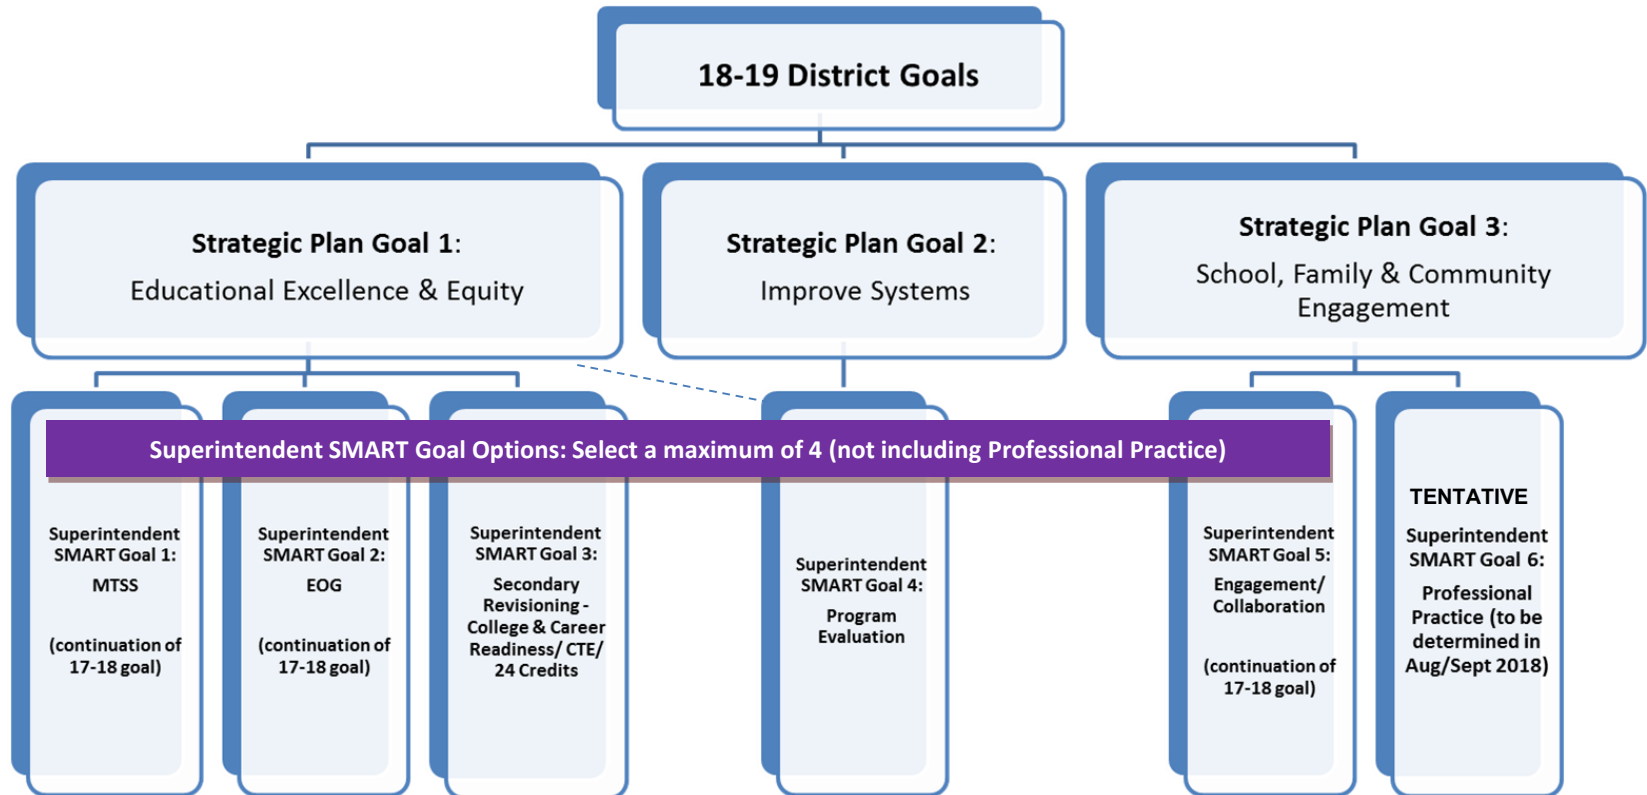 18-19 District Goals
Strategic Plan Goal 1:
Educational Excellence & Equity
Strategic Plan Goal 2:
Improve Systems
Strategic Plan Goal 3:
School, Family & Community
Engagement
Superintendent SMART Goal Options: Select a maximum of 4 (not including Professional Practice)
Superintendent
SMART Goal 1:
MTSS
(continuation of
17-18 goal)
Superintendent
SMART Goal 2:
EOG
(continuation of
17-18 goal)
Superintendent
SMART Goal 3:
Secondary
Revisioning -
College & Career
Readiness/ CTE/
24 Credits
Superintendent
SMART Goal 4:
Program
Evaluation
Superintendent
SMART Goal 5:
Engagement/
Collaboration
(continuation of
17-18 goal)
TENTATIVE
Superintendent
SMART Goal 6:
Professional
Practice (to be
determined in
Aug/Sept 2018)